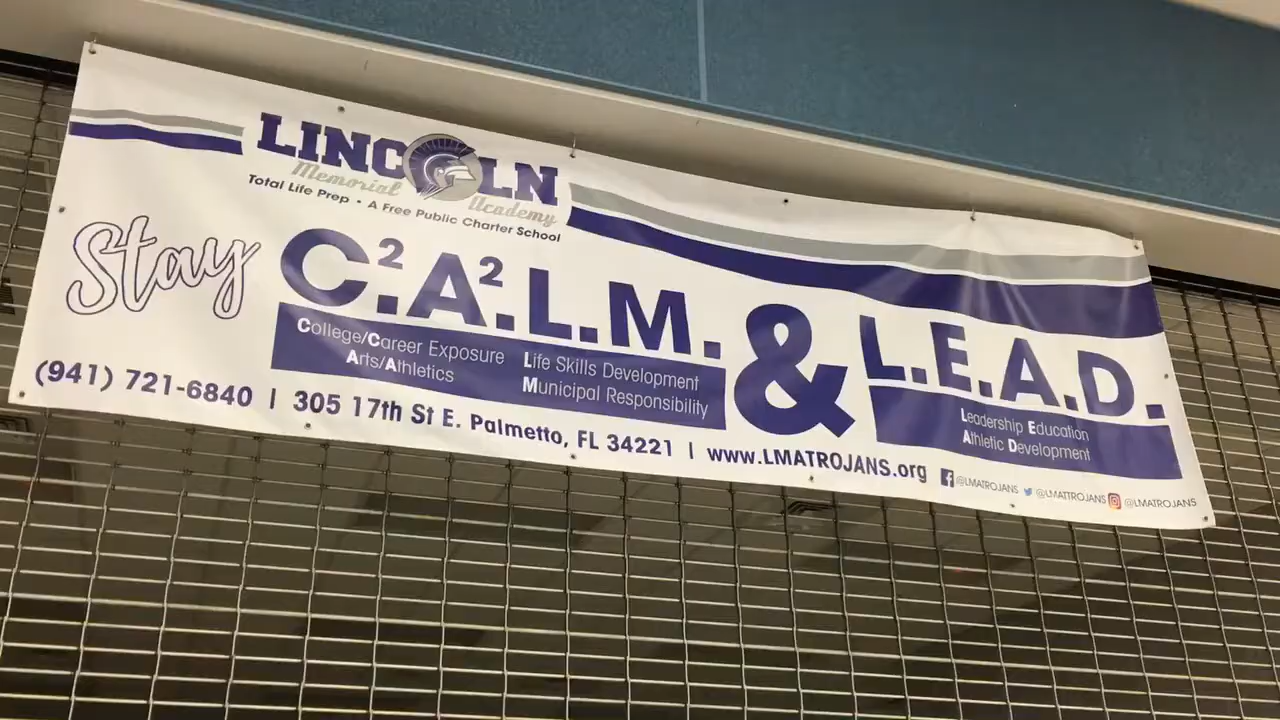 LINCOLN
Memorial Academy
Total Life Prep • A Free Public Charter School
Stay C².A².L.M. & L.E.A.D.
College/Career Exposure
Arts/Athletics
Life Skills Development
Municipal Responsibility
Leadership Education
Athletic Development
(941) 721-6840 | 305 17th St E. Palmetto, FL 34221 | www.LMATROJANS.org
@LMATROJANS @LMATTROJANS @LMATROJANS